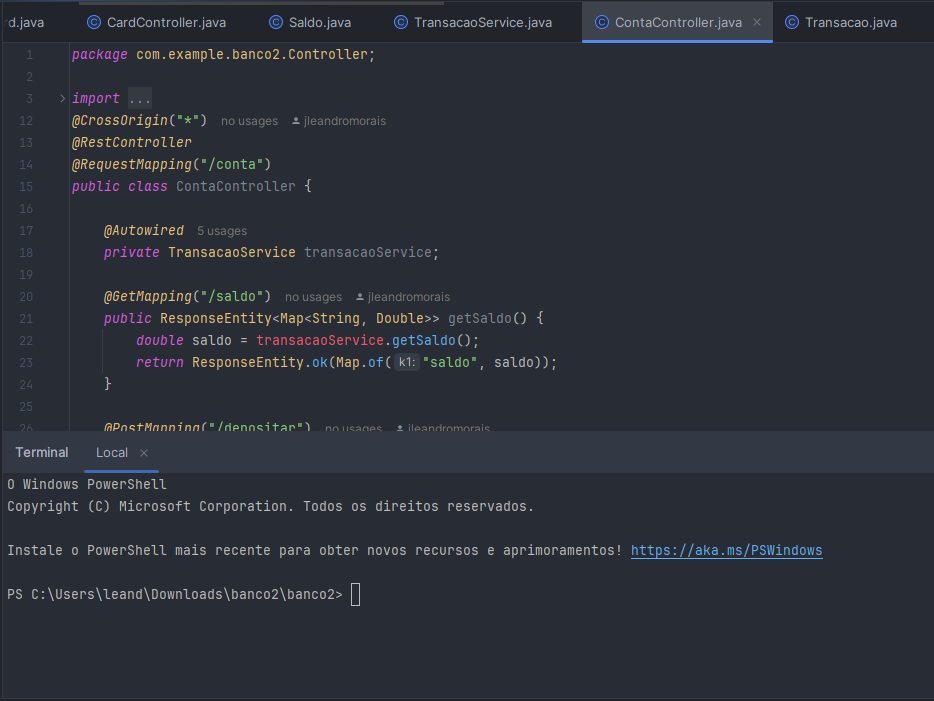 rd.java CardController.java Saldo.java TransacaoService.java ContaController.java Transacao.java
1 package com.example.banco2.Controller;
2
3 import ...
12 @CrossOrigin("*") no usages jleandromorais
13 @RestController
14 @RequestMapping("/conta")
15 public class ContaController {
16
17 @Autowired 5 usages
18 private TransacaoService transacaoService;
19
20 @GetMapping("/saldo") no usages jleandromorais
21 public ResponseEntity<Map<String, Double>> getSaldo() {
22 double saldo = transacaoService.getSaldo();
23 return ResponseEntity.ok(Map.of( k1: "saldo", saldo));
24 }
25
26 @PostMapping("/depositar") no usages jleandromorais
Terminal Local
O Windows PowerShell
Copyright (C) Microsoft Corporation. Todos os direitos reservados.
Instale o PowerShell mais recente para obter novos recursos e aprimoramentos! https://aka.ms/PSWindows
PS C:\Users\leand\Downloads\banco2\banco2>